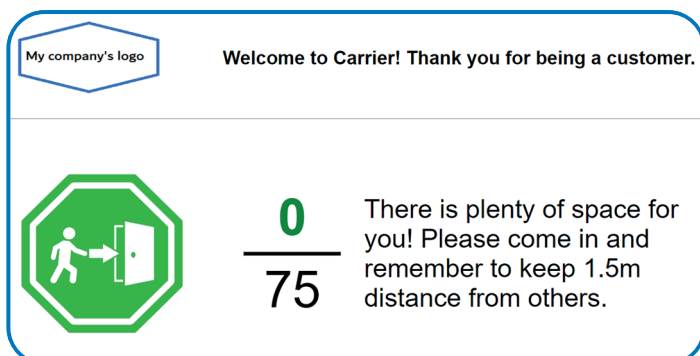 My company's logo
Welcome to Carrier! Thank you for being a customer.
0
75
There is plenty of space for
you! Please come in and
remember to keep 1.5m
distance from others.